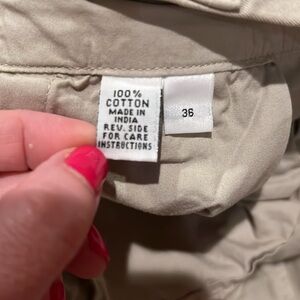 100%
COTTON
MADE IN
INDIA
REV. SIDE
FOR CARE
INSTRUCTIONS
36